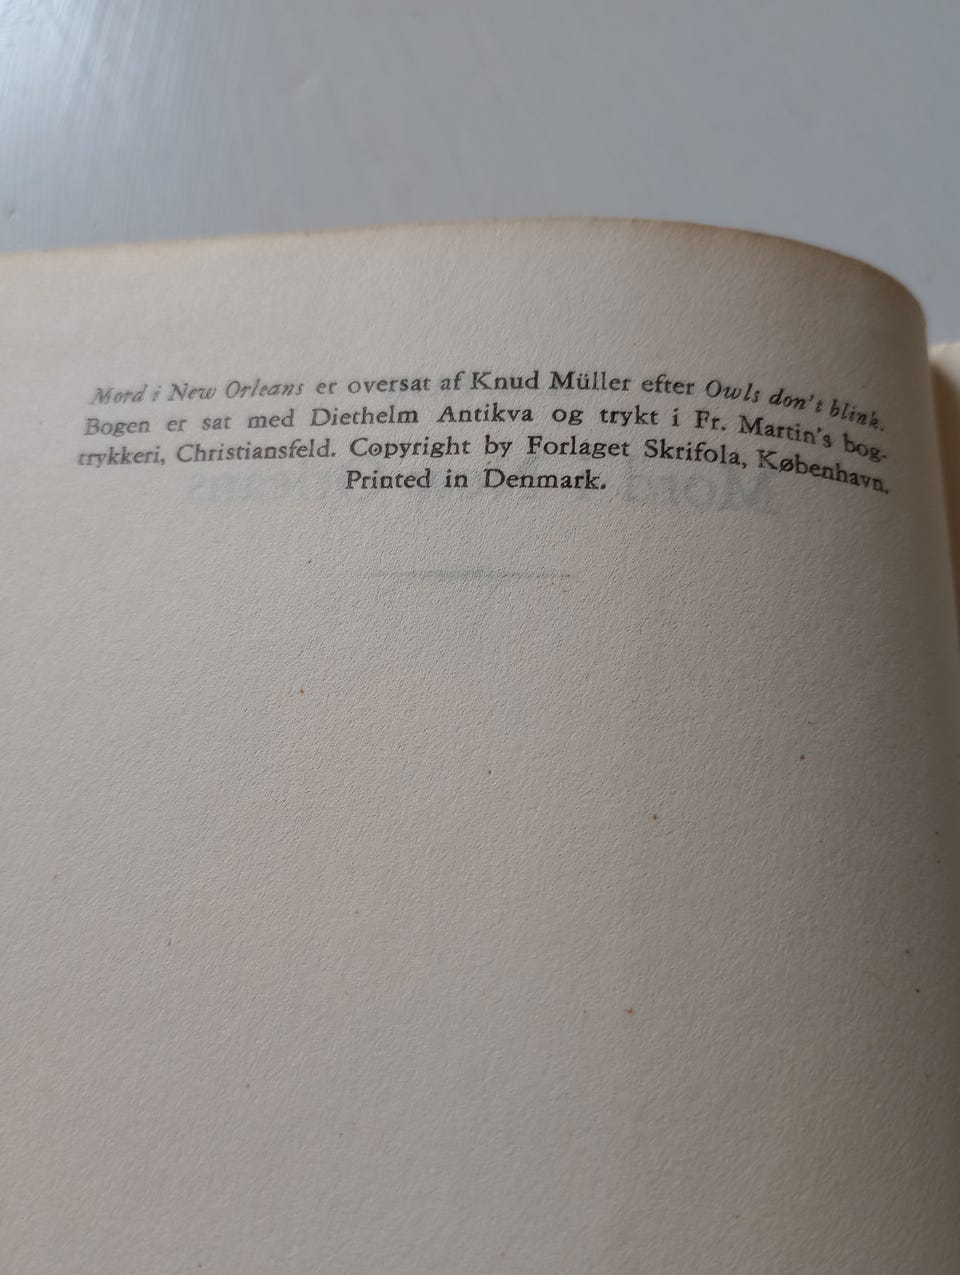 Mord i New Orleans er oversat af Knud Müller efter Owls don't blink.
Bogen er sat med Diethelm Antikva og trykt i Fr. Martin's bog-
trykkeri, Christiansfeld. Copyright by Forlaget Skrifola, København.
Printed in Denmark.